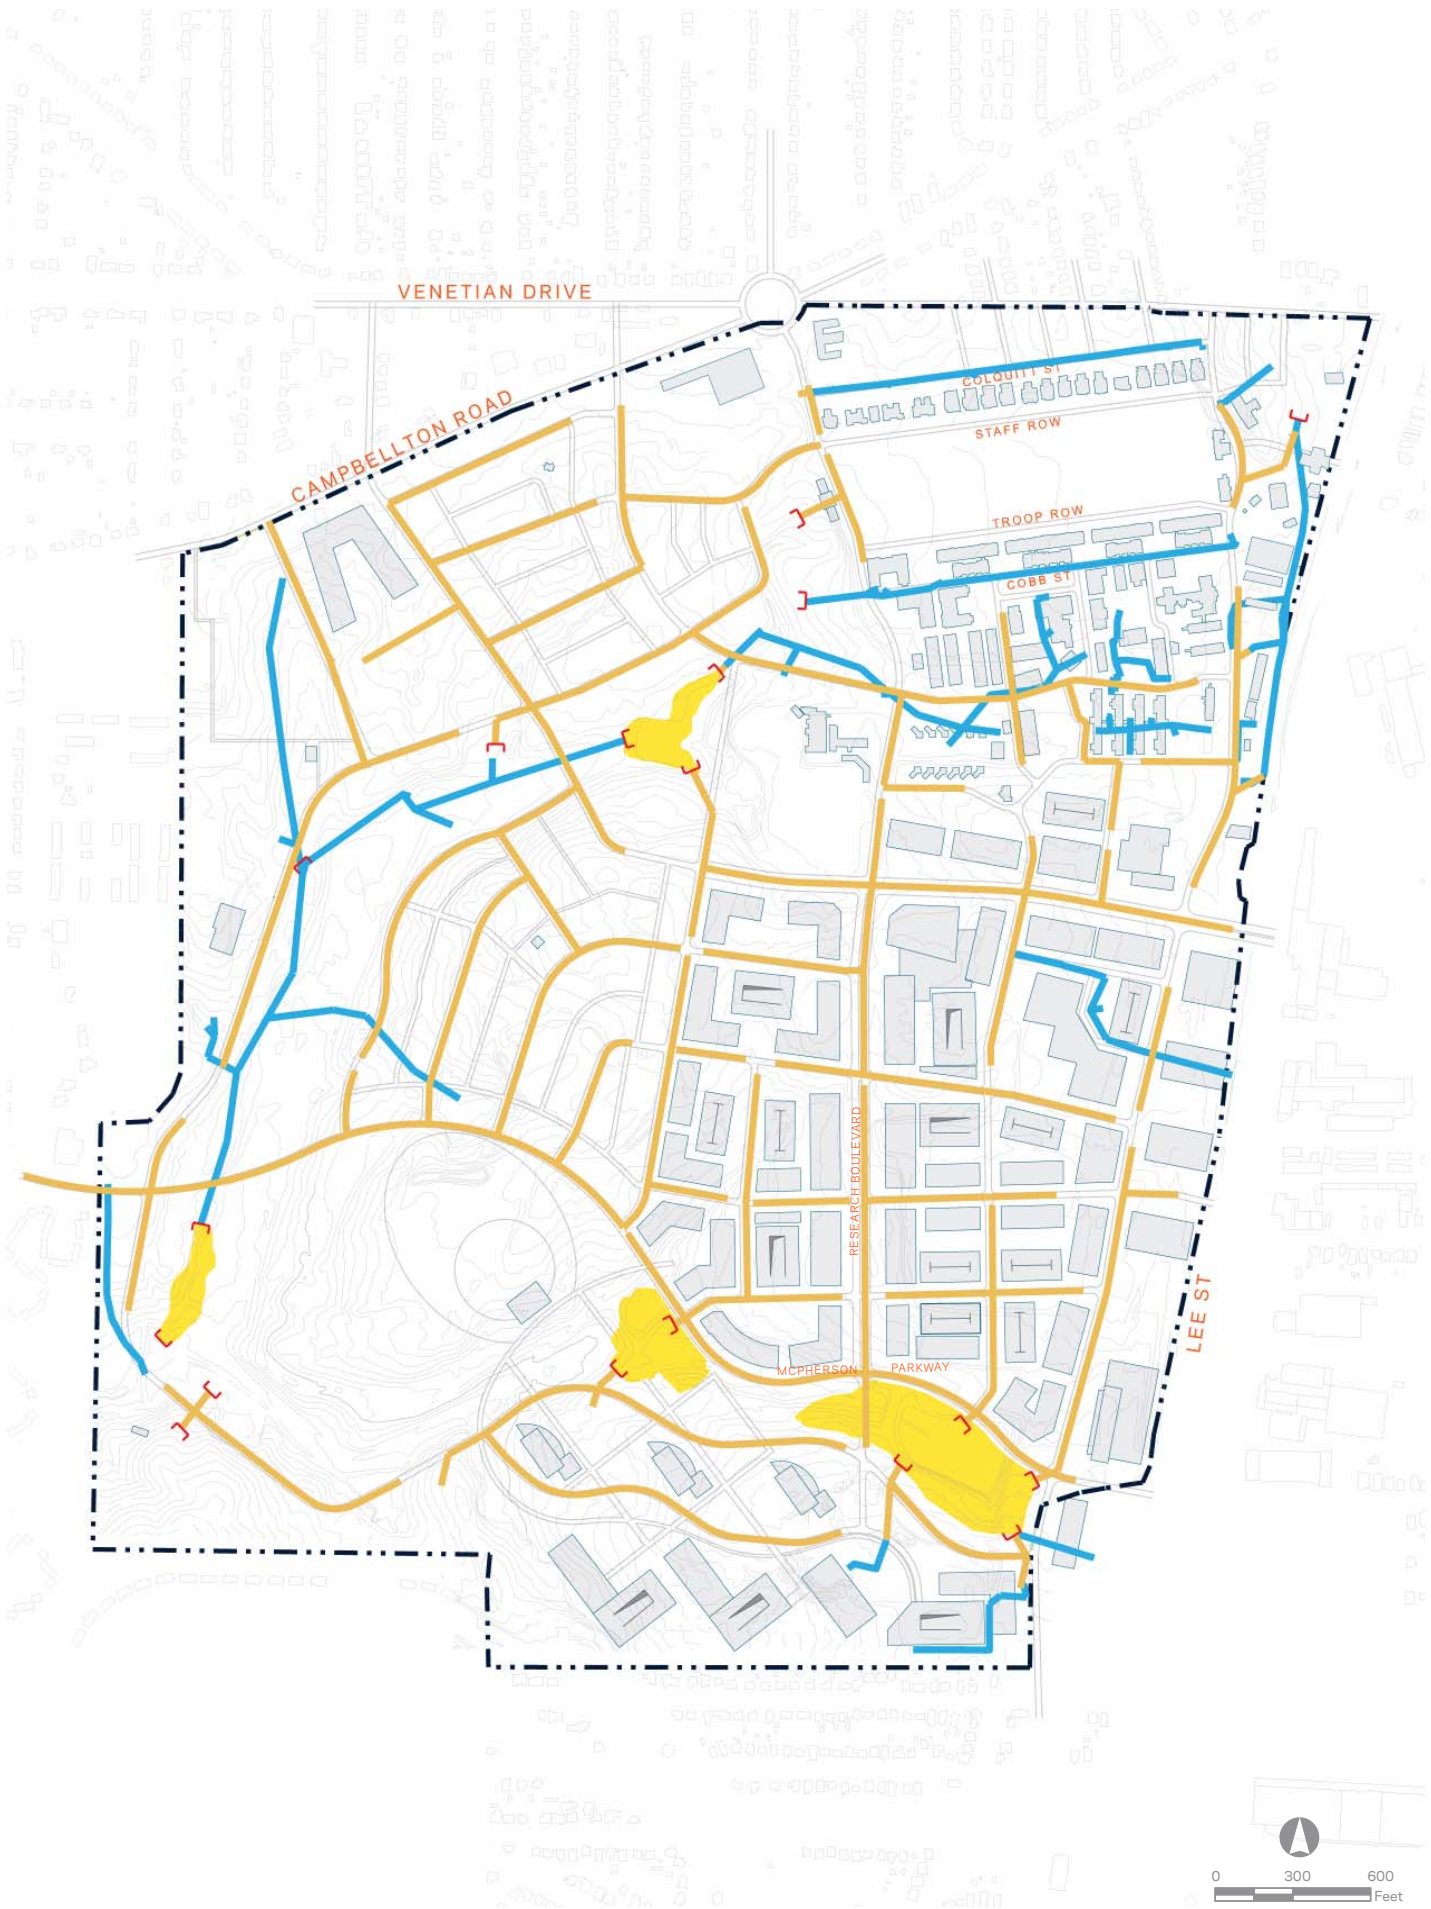 VENETIAN DRIVE
CAMPBELLTON ROAD
COLQUITT ST
STAFF ROW
TROOP ROW
COBB ST
RESEARCH BOULEVARD
LEE ST
MCPHERSON PARKWAY
0 300 600
Feet